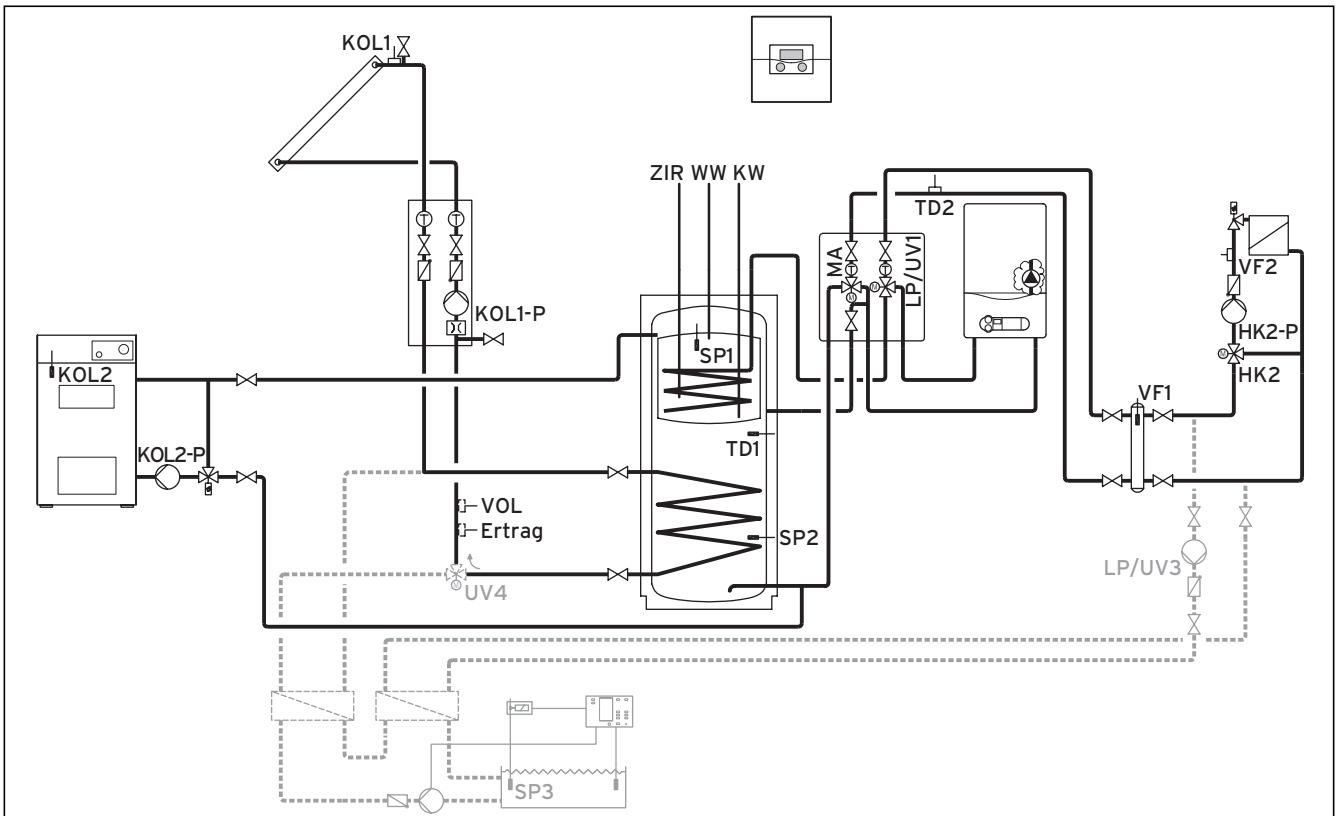 KOL1
ZIR WW KW
TD2
MA
LP/UV1
VF2
KOL1-P
HK2-P
SP1
KOL2
HK2
VF1
TD1
KOL2-P
VOL
Ertrag
SP2
LP/UV3
UV4
SP3